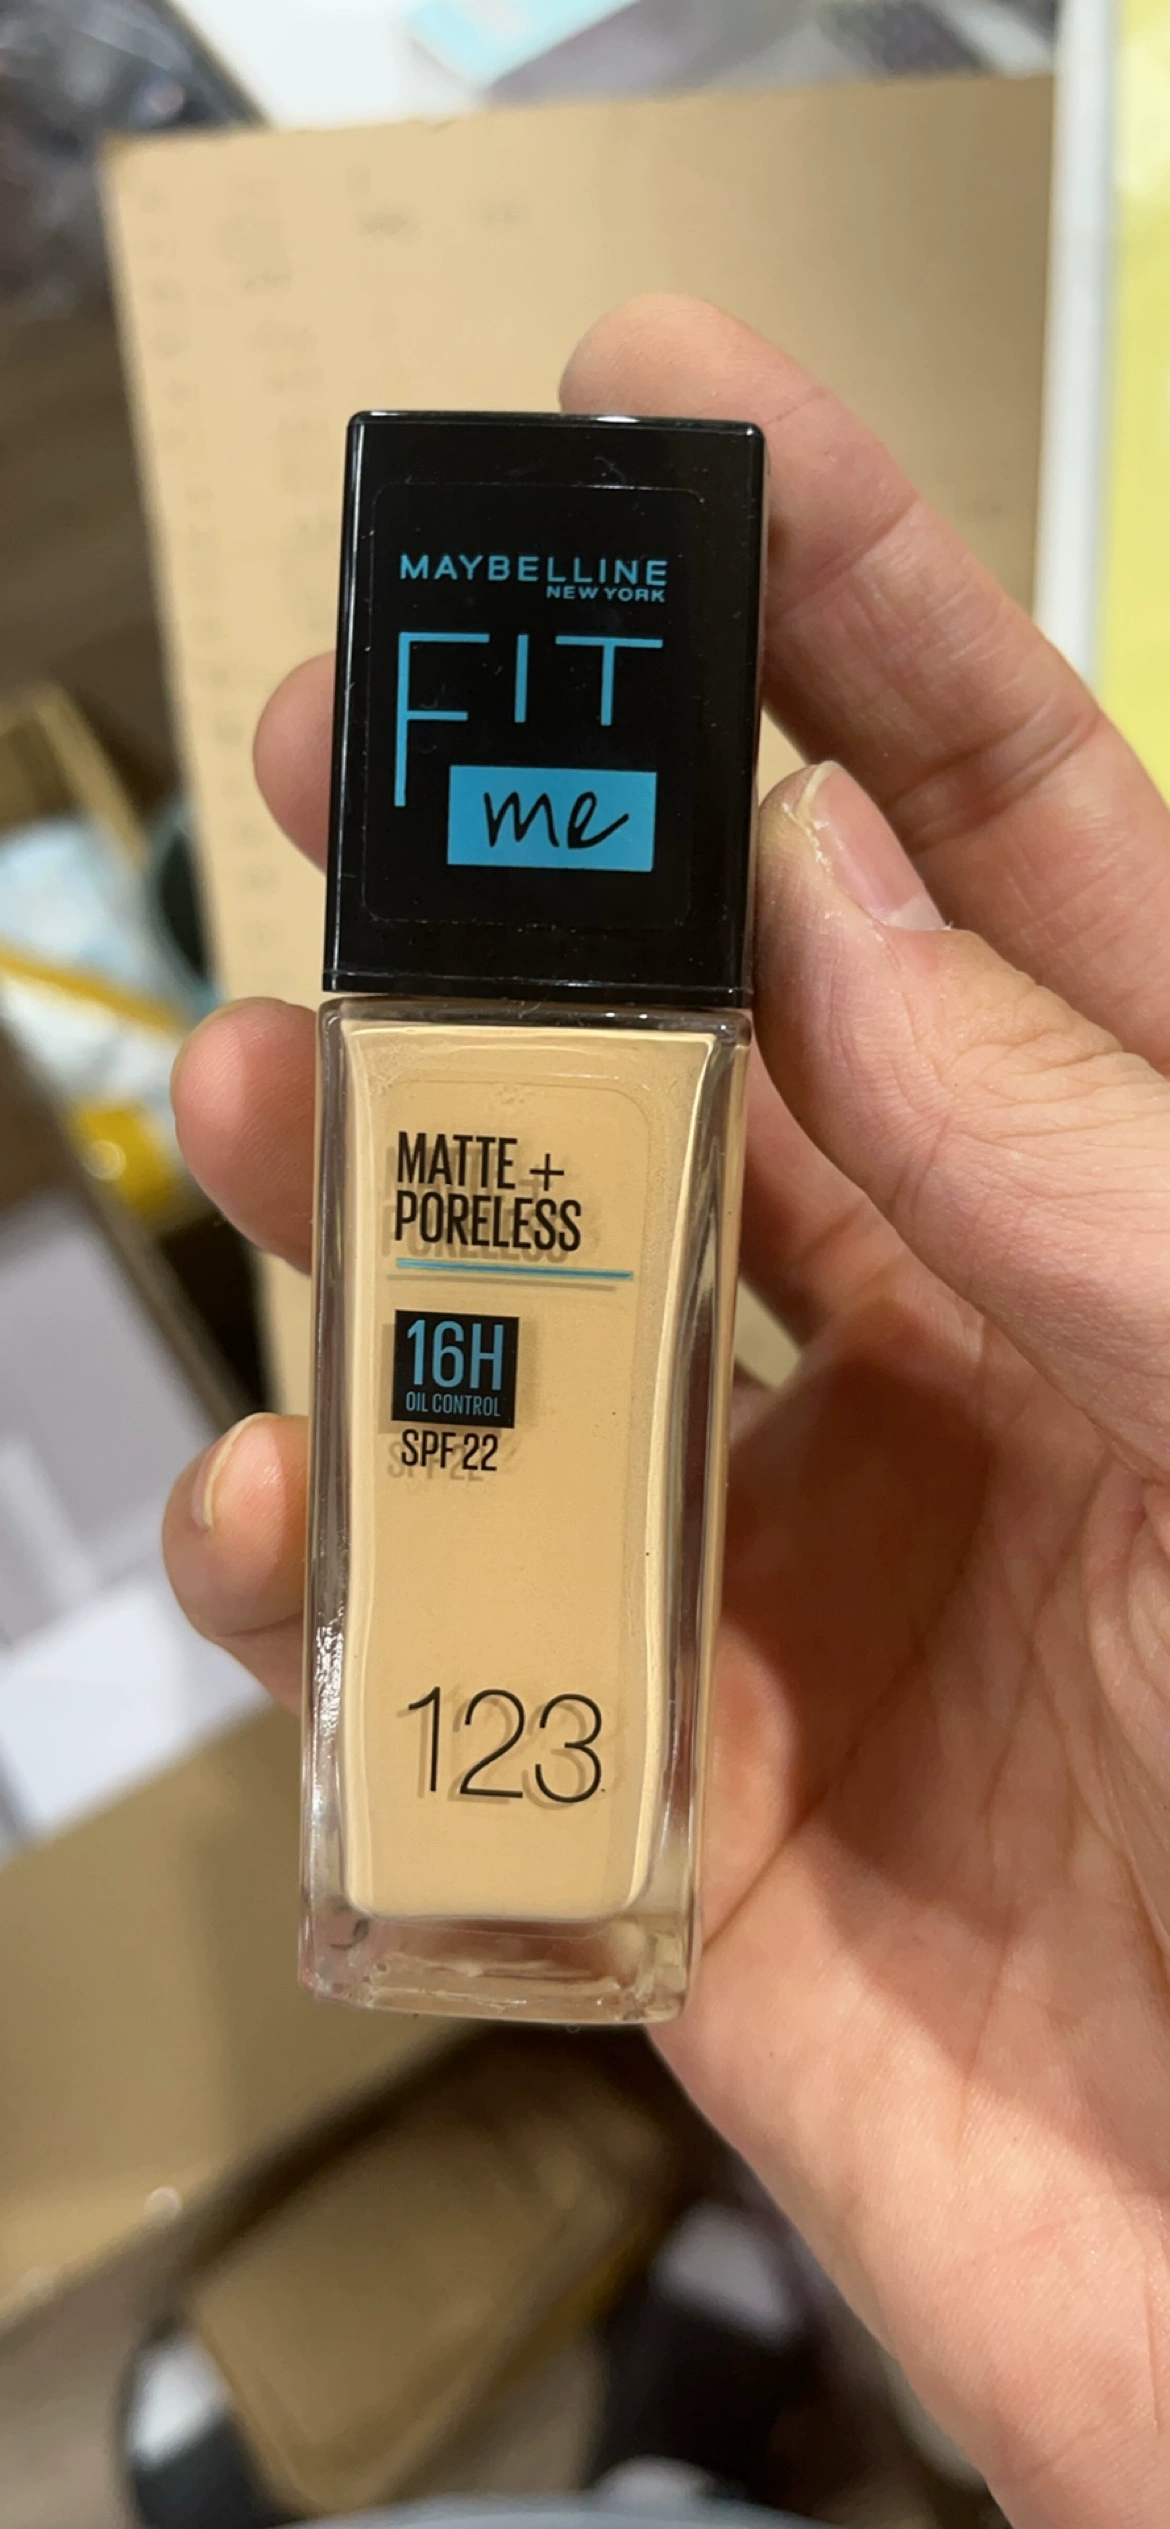 MAYBELLINE
NEW YORK
FIT
me
MATTE +
PORELESS
16H
OIL CONTROL
SPF 22
123